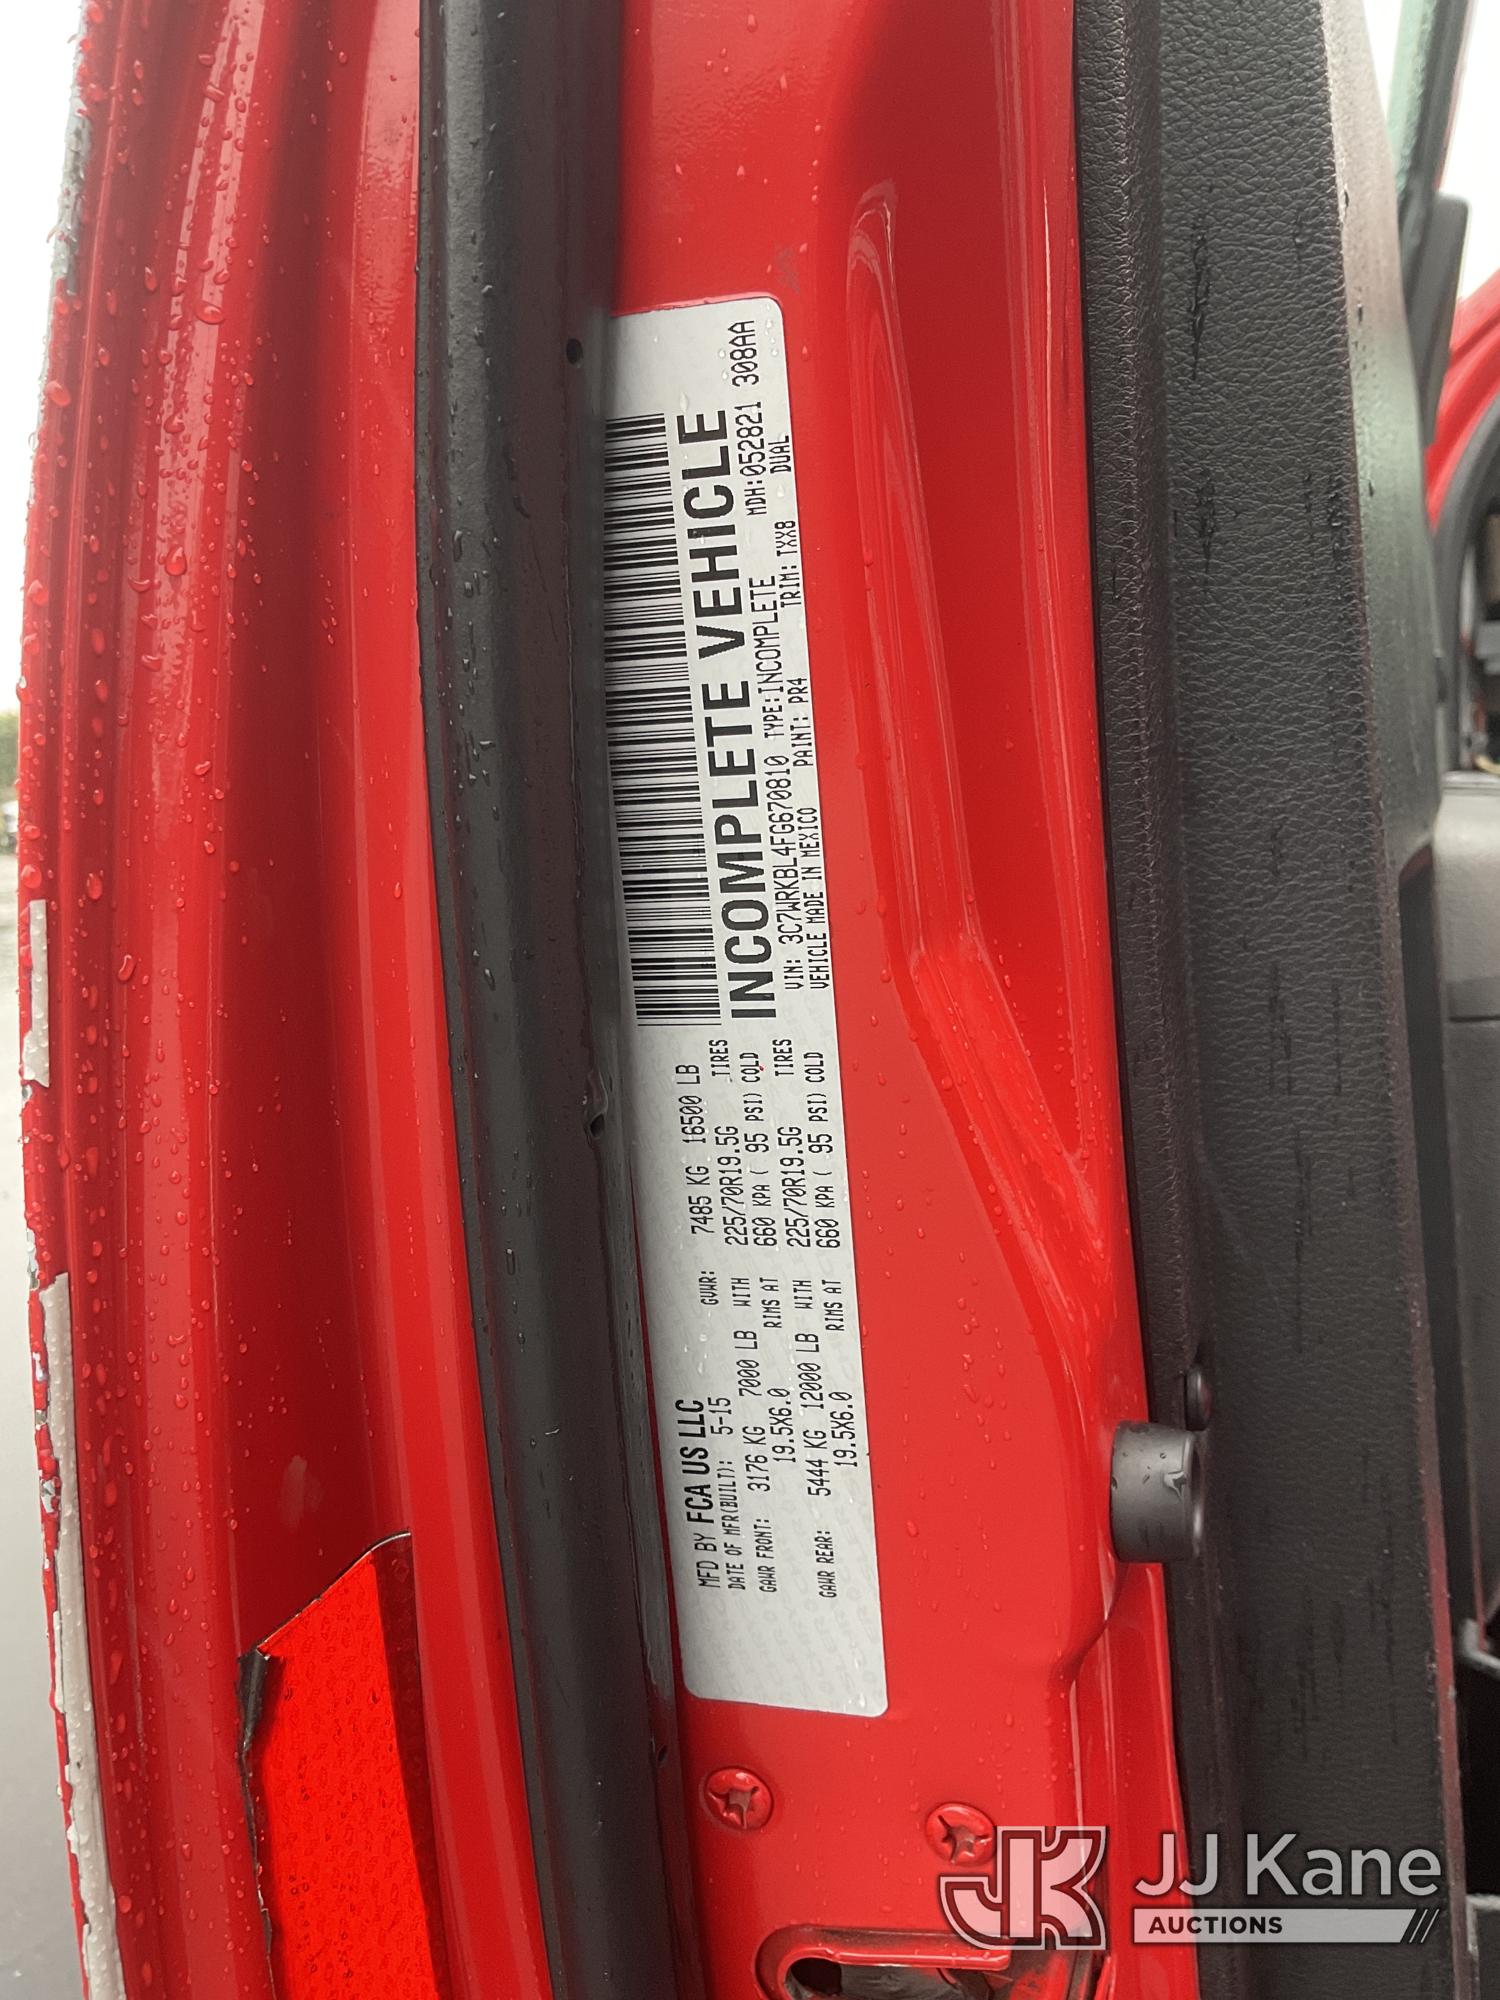 MFD BY FCA US LLC
DATE OF MFR(BUILT): 5-15 GVWR: 7485 KG 16500 LB
GAWR FRONT: 3176 KG 7000 LB WITH 225/70R19.5G TIRES
19.5X6.0 RIMS AT 660 KPA ( 95 PSI) COLD
GAWR REAR: 5444 KG 12000 LB WITH 225/70R19.5G TIRES
19.5X6.0 RIMS AT 660 KPA ( 95 PSI) COLD
INCOMPLETE VEHICLE
MDH:052821 308AA
VIN: 3C7WRKBL4FG670810 TYPE:INCOMPLETE DUAL
VEHICLE MADE IN MEXICO PAINT: PR4 TRIM: TXX8
JJ Kane
AUCTIONS